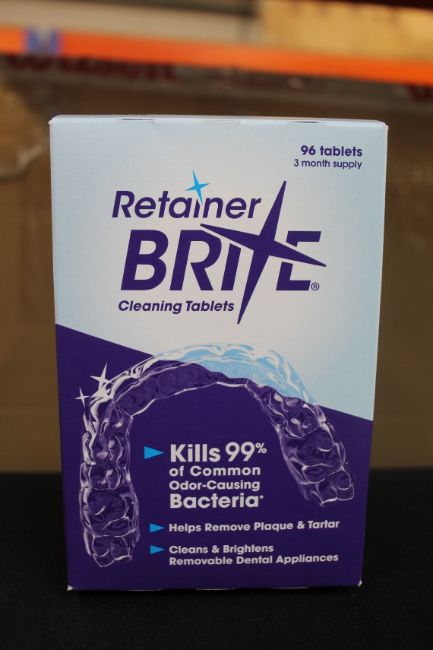 96 tablets
3 month supply
Retainer
BRITE®
Cleaning Tablets
Kills 99%
of Common
Odor-Causing
Bacteria*
Helps Remove Plaque & Tartar
Cleans & Brightens
Removable Dental Appliances